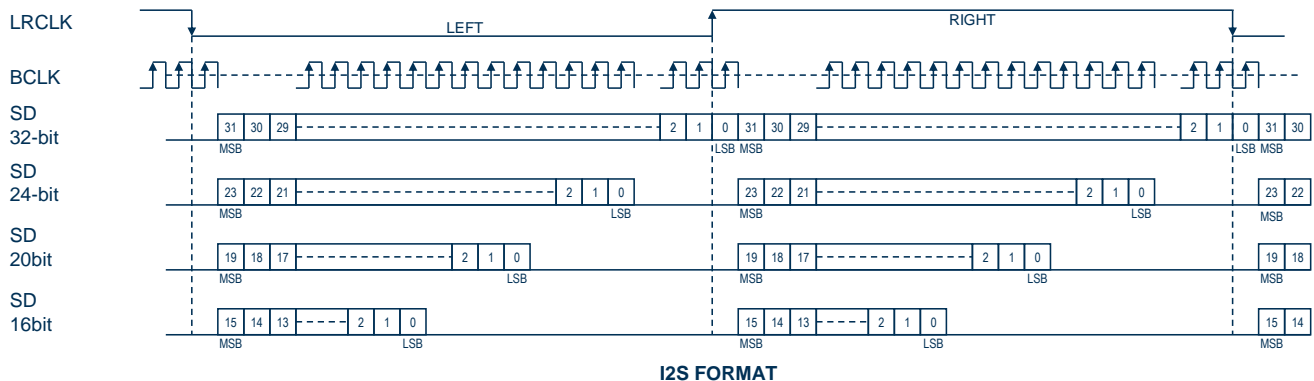 LRCLK LEFT RIGHT
BCLK
SD
32-bit 31 30 29 2 1 0 31 30 29 2 1 0 31 30
MSB LSB MSB LSB MSB
SD
24-bit 23 22 21 2 1 0 23 22 21 2 1 0 23 22
MSB LSB MSB LSB MSB
SD
20bit 19 18 17 2 1 0 19 18 17 2 1 0 19 18
MSB LSB MSB LSB MSB
SD
16bit 15 14 13 2 1 0 15 14 13 2 1 0 15 14
MSB LSB MSB LSB MSB
I2S FORMAT